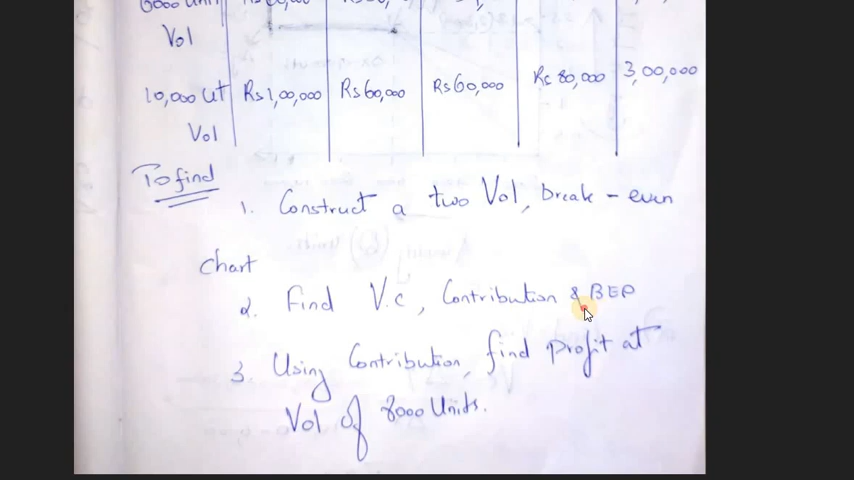 Vol
10,000 ut Rs 1,00,000 Rs 60,000 Rs 60,000 Rs 80,000 3,00,000
Vol
To find
1. Construct a two Vol, break - even
chart
2. Find V.c, Contribution & BEP
3. Using Contribution, find profit at
Vol of 8000 Units.